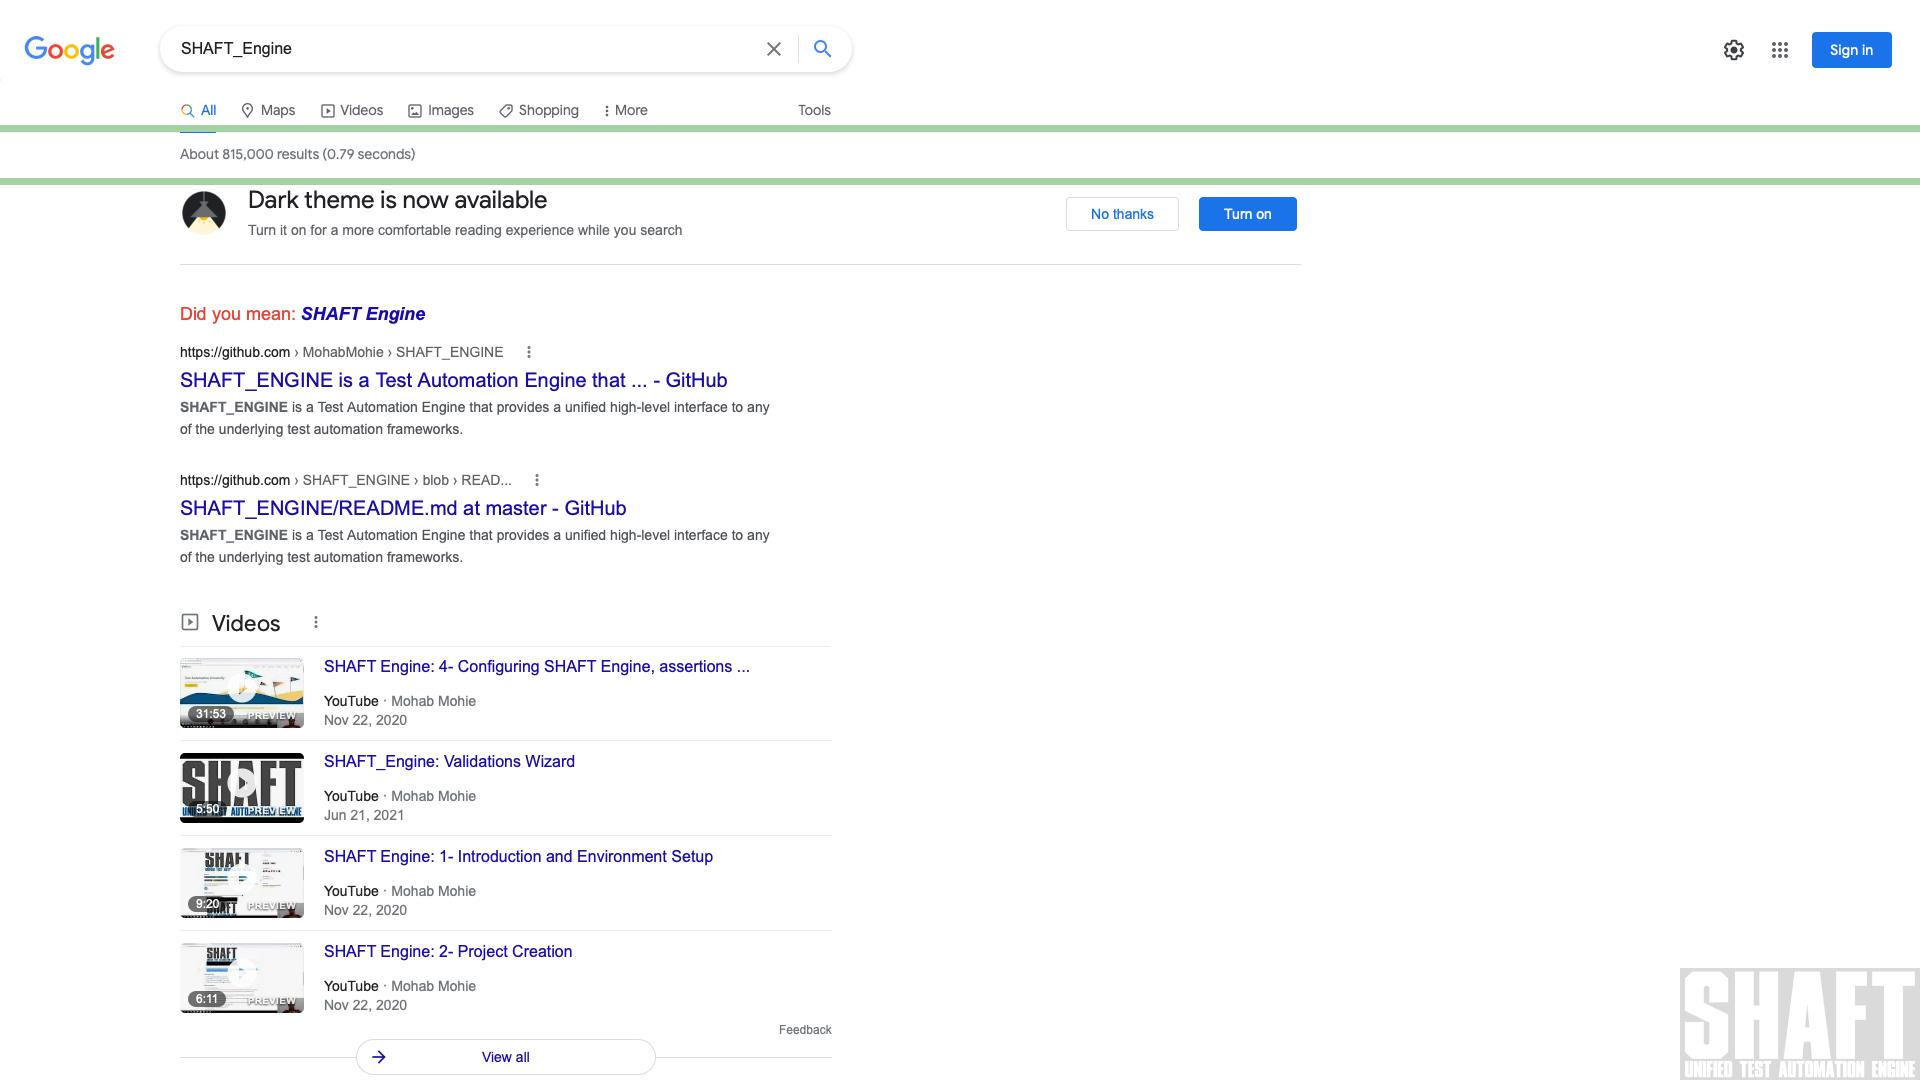 Google
SHAFT_Engine
Sign in
All Maps Videos Images Shopping More Tools
About 815,000 results (0.79 seconds)
Dark theme is now available
Turn it on for a more comfortable reading experience while you search
No thanks
Turn on
Did you mean: SHAFT Engine
https://github.com › MohabMohie › SHAFT_ENGINE
SHAFT_ENGINE is a Test Automation Engine that ... - GitHub
SHAFT_ENGINE is a Test Automation Engine that provides a unified high-level interface to any
of the underlying test automation frameworks.
https://github.com › SHAFT_ENGINE › blob › READ...
SHAFT_ENGINE/README.md at master - GitHub
SHAFT_ENGINE is a Test Automation Engine that provides a unified high-level interface to any
of the underlying test automation frameworks.
Videos
SHAFT Engine: 4- Configuring SHAFT Engine, assertions ...
YouTube · Mohab Mohie
31:53 PREVIEW
Nov 22, 2020
SHAFT_Engine: Validations Wizard
SHAFT
YouTube · Mohab Mohie
5:50 PREVIEW
UNIFIED TEST AUTOMATION ENGINE
Jun 21, 2021
SHAFT Engine: 1- Introduction and Environment Setup
SHAFT
YouTube · Mohab Mohie
9:20 PREVIEW
Nov 22, 2020
SHAFT Engine: 2- Project Creation
SHAFT
YouTube · Mohab Mohie
6:11 PREVIEW
Nov 22, 2020
Feedback
View all
SHAFT
UNIFIED TEST AUTOMATION ENGINE